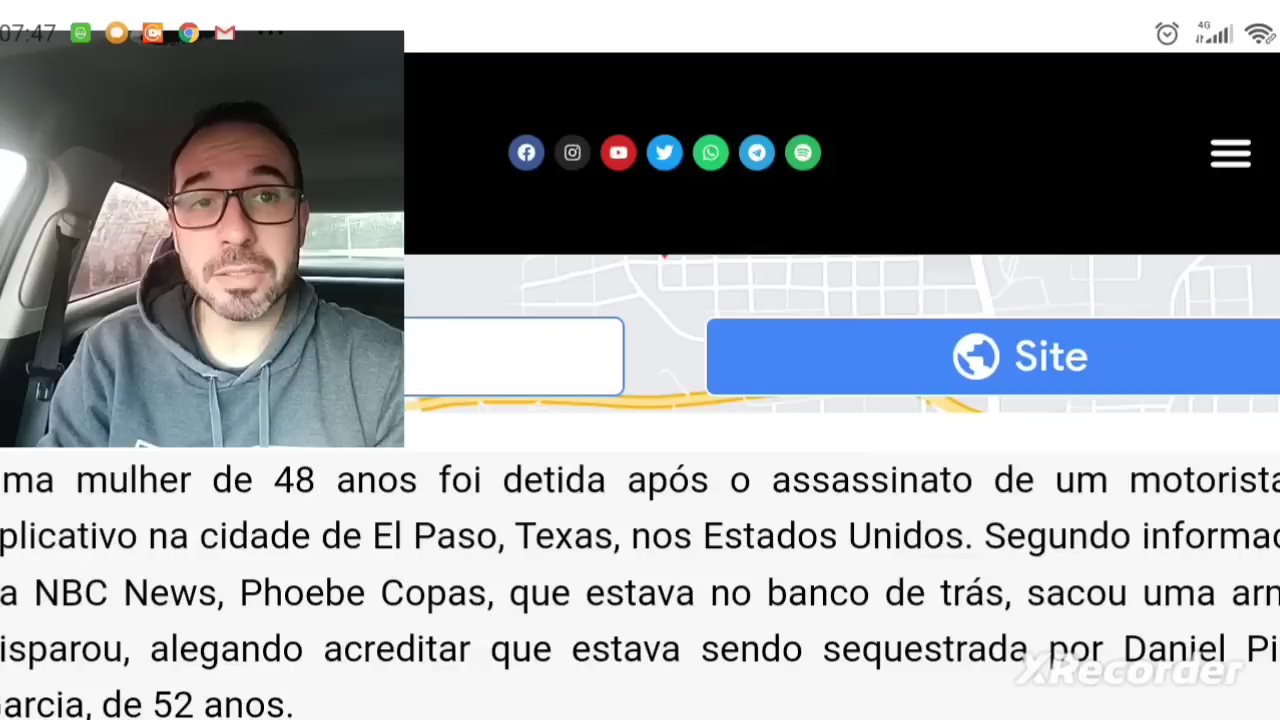 07:47
4G
Site
ma mulher de 48 anos foi detida após o assassinato de um motorista
plicativo na cidade de El Paso, Texas, nos Estados Unidos. Segundo informaç
a NBC News, Phoebe Copas, que estava no banco de trás, sacou uma arm
isparou, alegando acreditar que estava sendo sequestrada por Daniel Pi
XRecorder
arcia, de 52 anos.